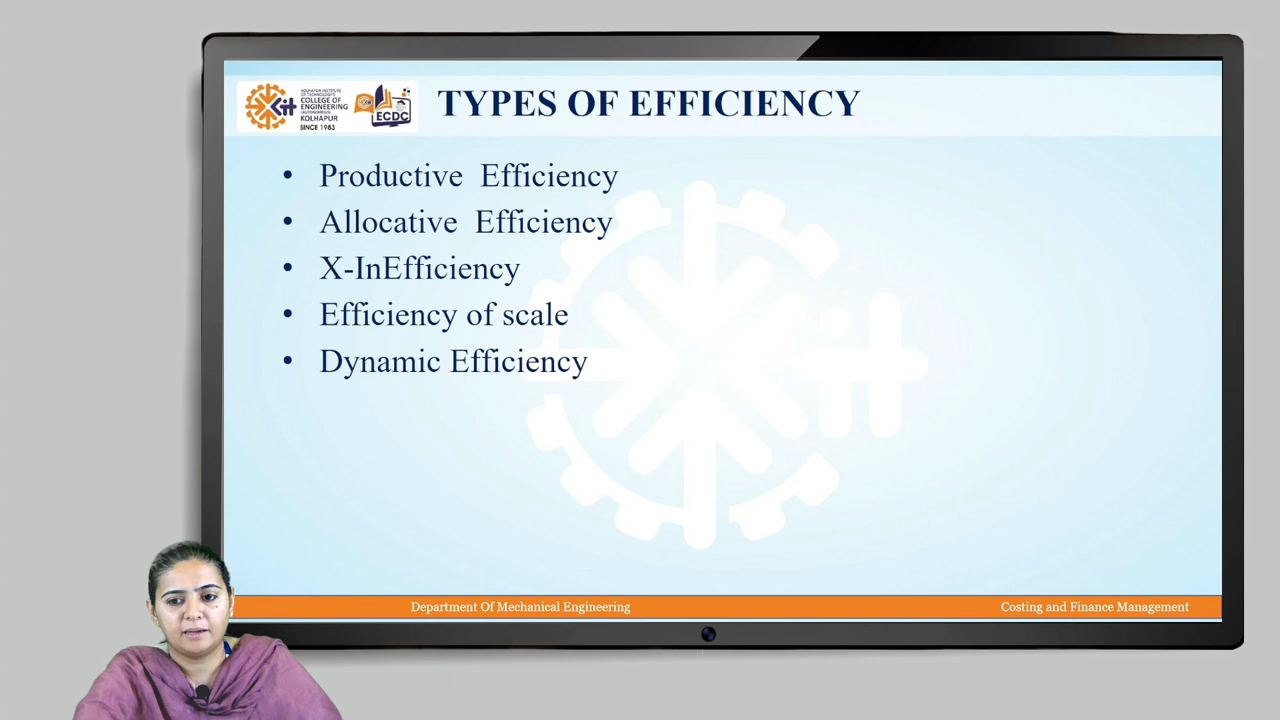 KOLHAPUR INSTITUTE
OF TECHNOLOGY'S
COLLEGE OF
ENGINEERING
(AUTONOMOUS)
KOLHAPUR
SINCE 1983
ECDC
TYPES OF EFFICIENCY
• Productive Efficiency
• Allocative Efficiency
• X-InEfficiency
• Efficiency of scale
• Dynamic Efficiency
Department Of Mechanical Engineering
Costing and Finance Management